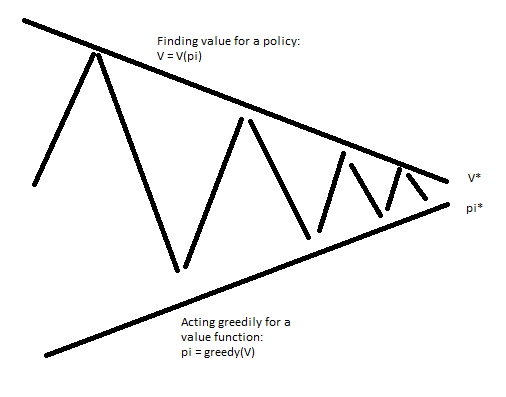 Finding value for a policy:
V = V(pi)
V*
pi*
Acting greedily for a
value function:
pi = greedy(V)